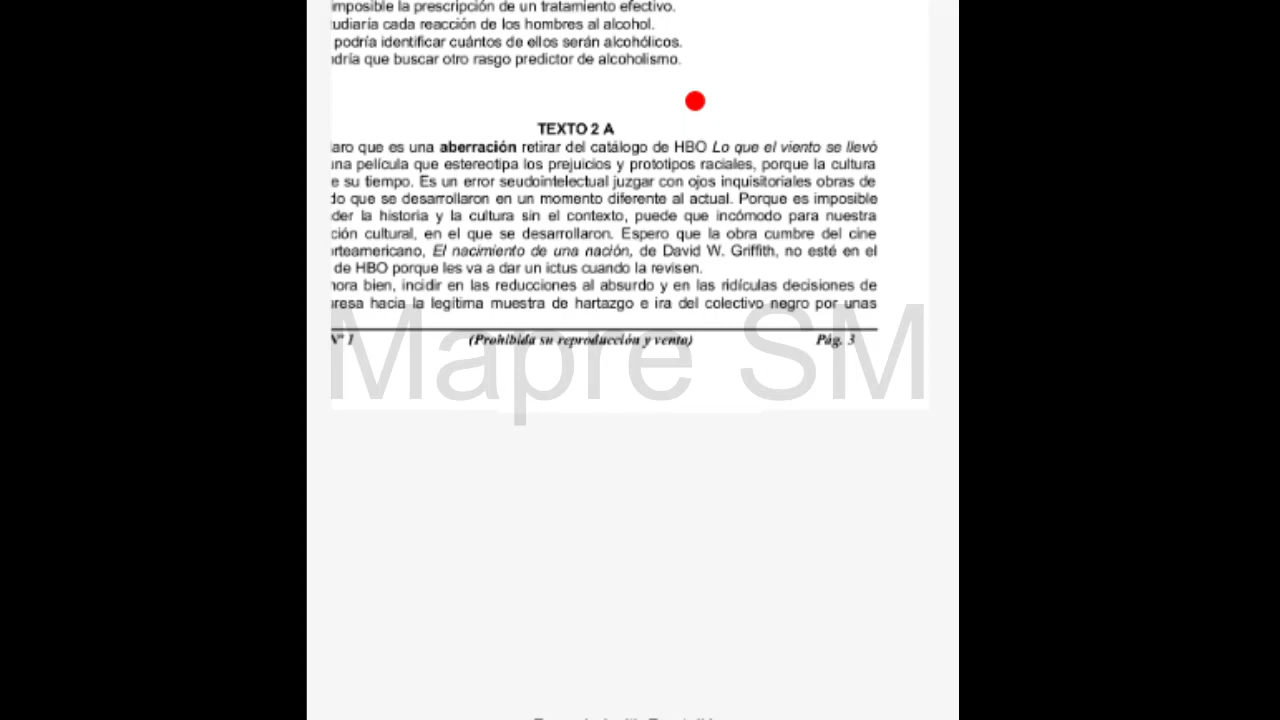 imposible la prescripción de un tratamiento efectivo.
udiaría cada reacción de los hombres al alcohol.
podría identificar cuántos de ellos serán alcohólicos.
dría que buscar otro rasgo predictor de alcoholismo.
TEXTO 2 A
laro que es una aberración retirar del catálogo de HBO Lo que el viento se llevó
una película que estereotipa los prejuicios y prototipos raciales, porque la cultura
e su tiempo. Es un error seudointelectual juzgar con ojos inquisitoriales obras de
do que se desarrollaron en un momento diferente al actual. Porque es imposible
der la historia y la cultura sin el contexto, puede que incómodo para nuestra
ción cultural, en el que se desarrollaron. Espero que la obra cumbre del cine
rteamericano, El nacimiento de una nación, de David W. Griffith, no esté en el
de HBO porque les va a dar un ictus cuando la revisen.
hora bien, incidir en las reducciones al absurdo y en las ridículas decisiones de
resa hacia la legítima muestra de hartazgo e ira del colectivo negro por unas
N° 1 (Prohibida su reproducción y venta) Pág. 3
Mapre SM